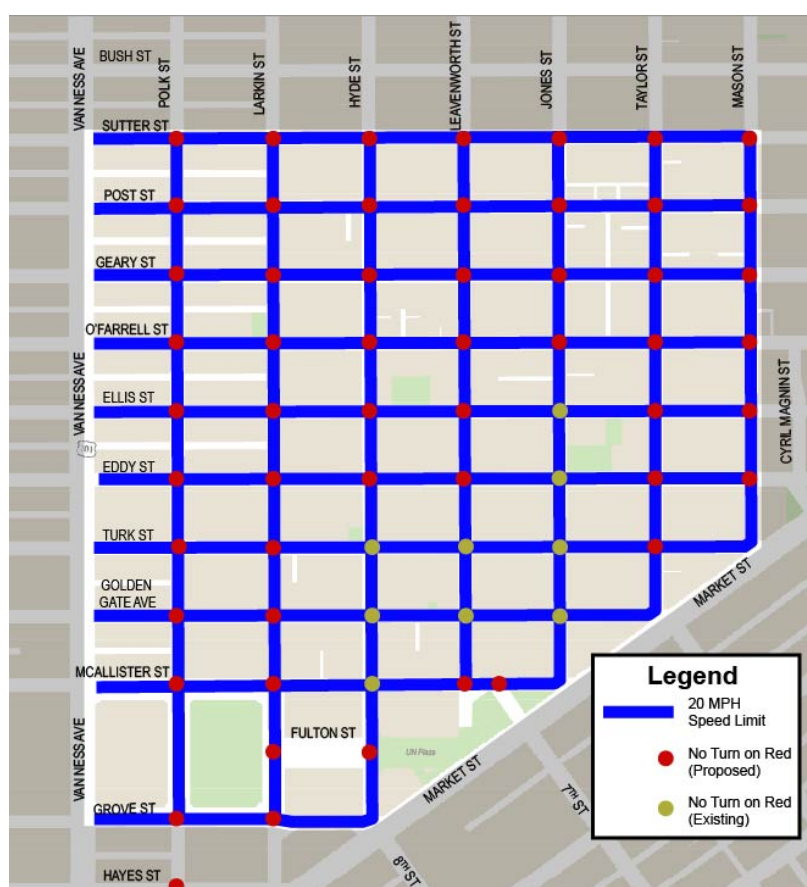 VAN NESS AVE
BUSH ST
POLK ST
LARKIN ST
HYDE ST
LEAVENWORTH ST
JONES ST
TAYLOR ST
MASON ST
SUTTER ST
POST ST
GEARY ST
O'FARRELL ST
VAN NESS AVE
ELLIS ST
CYRIL MAGNIN ST
101
EDDY ST
TURK ST
GOLDEN
GATE AVE
MARKET ST
MCALLISTER ST
VAN NESS AVE
FULTON ST
UN Plaza
MARKET ST
GROVE ST
7TH ST
8TH ST
HAYES ST
Legend
20 MPH
Speed Limit
No Turn on Red
(Proposed)
No Turn on Red
(Existing)